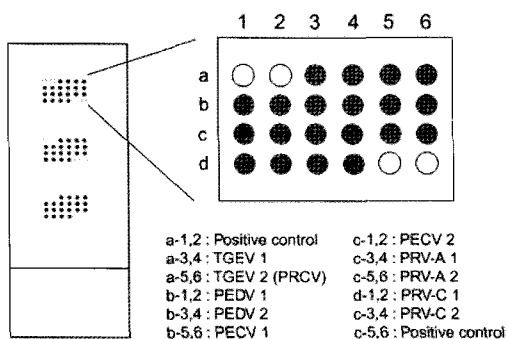 1 2 3 4 5 6
a
b
c
d
a-1,2 : Positive control
a-3,4 : TGEV 1
a-5,6 : TGEV 2 (PRCV)
b-1,2 : PEDV 1
b-3,4 : PEDV 2
b-5,6 : PECV 1
c-1,2 : PECV 2
c-3,4 : PRV-A 1
c-5,6 : PRV-A 2
d-1,2 : PRV-C 1
c-3,4 : PRV-C 2
c-5,6 : Positive control